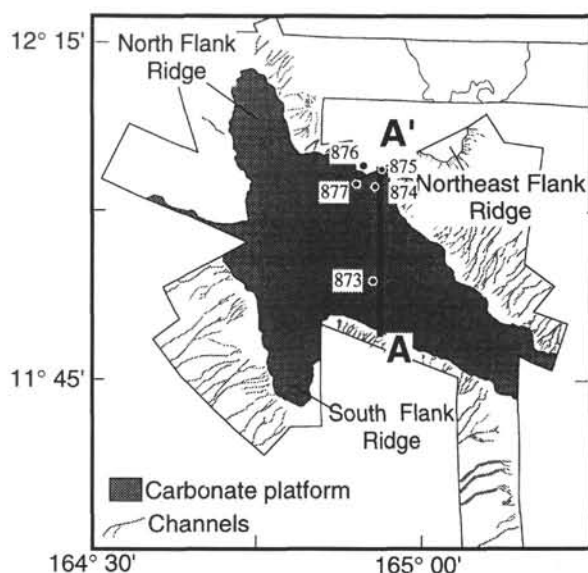 12° 15'
North Flank
Ridge
A'
876
875
877
874
Northeast Flank
Ridge
873
A
11° 45'
South Flank
Ridge
Carbonate platform
Channels
164° 30'
165° 00'